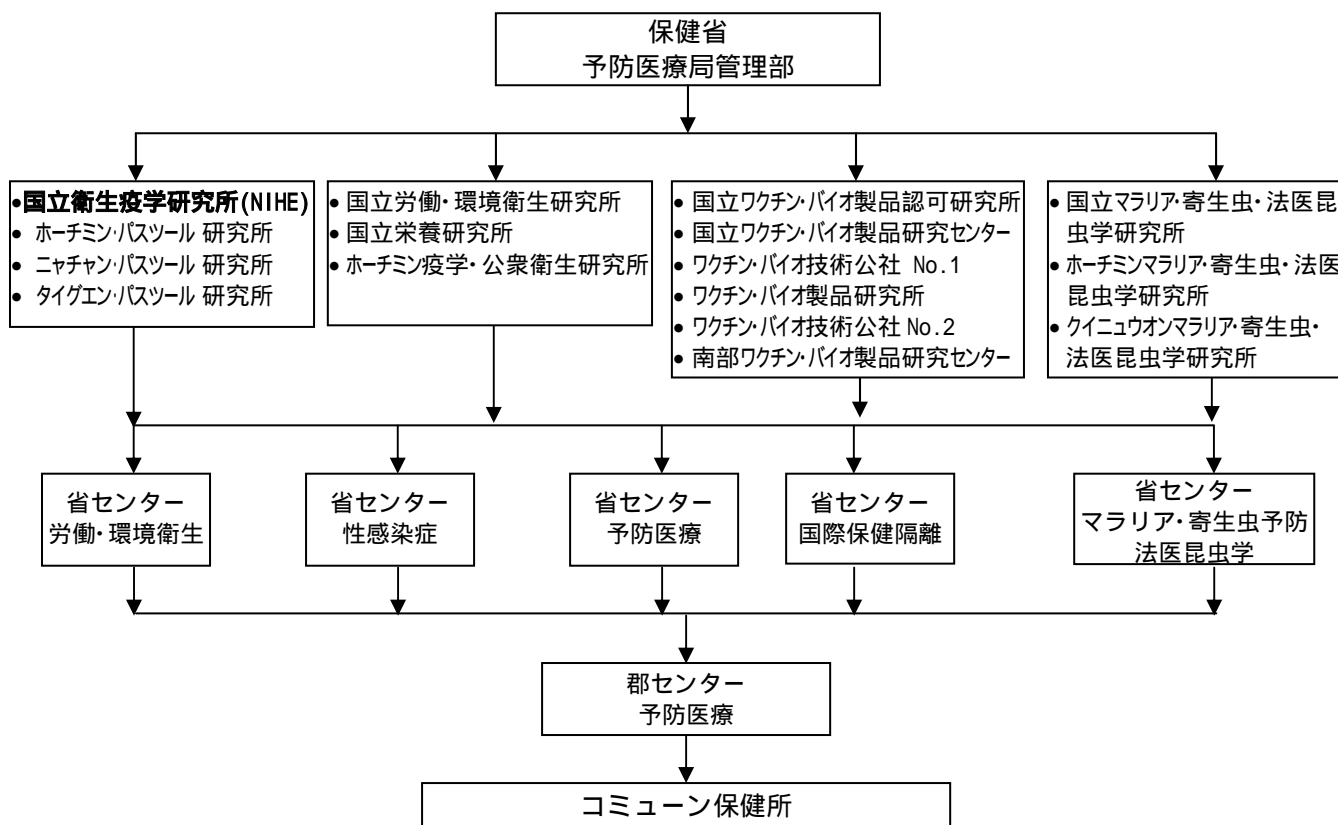 保健省
予防医療局管理部
•国立衛生疫学研究所(NIHE)
• ホーチミン・パスツール 研究所
• ニャチャン・パスツール 研究所
• タイグエン・パスツール 研究所
• 国立労働・環境衛生研究所
• 国立栄養研究所
• ホーチミン疫学・公衆衛生研究所
• 国立ワクチン・バイオ製品認可研究所
• 国立ワクチン・バイオ製品研究センター
• ワクチン・バイオ技術公社 No.1
• ワクチン・バイオ製品研究所
• ワクチン・バイオ技術公社 No.2
• 南部ワクチン・バイオ製品研究センター
• 国立マラリア・寄生虫・法医昆
虫学研究所
• ホーチミンマラリア・寄生虫・法医
昆虫学研究所
• クイニュウオンマラリア・寄生虫・
法医昆虫学研究所
省センター
労働・環境衛生
省センター
性感染症
省センター
予防医療
省センター
国際保健隔離
省センター
マラリア・寄生虫予防
法医昆虫学
郡センター
予防医療
コミューン保健所